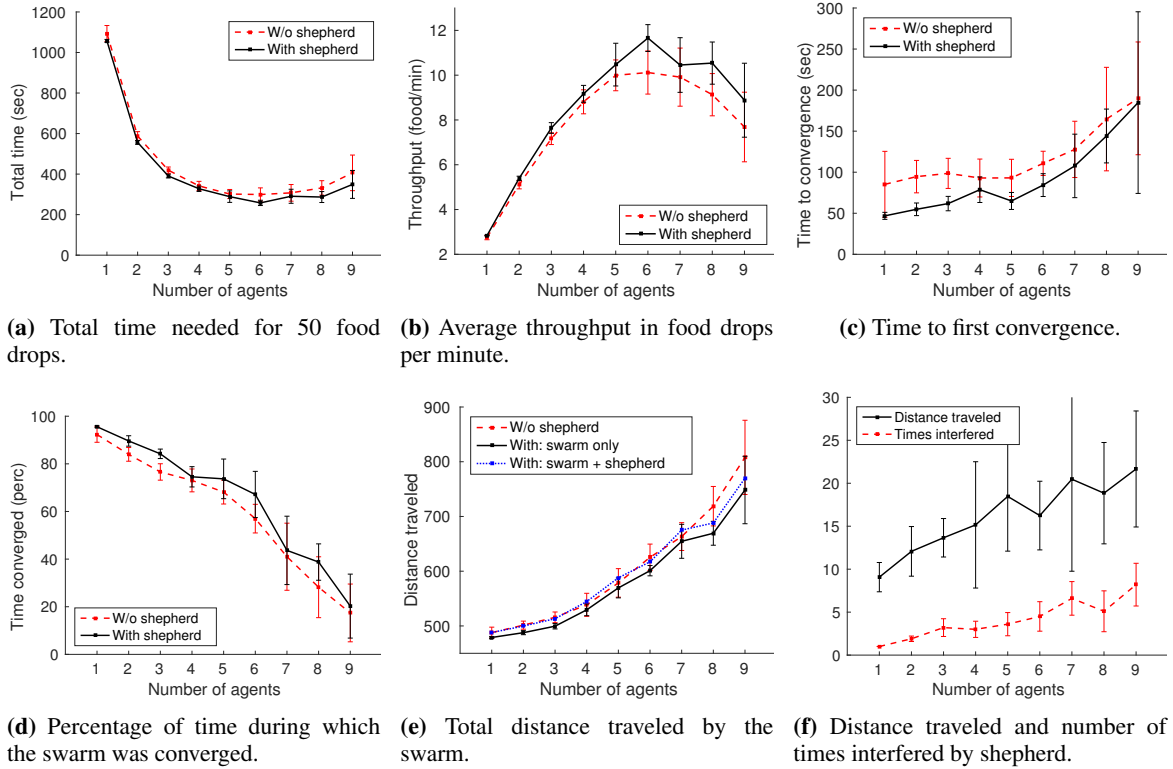 1200
1000
800
600
400
200
0
Total time (sec)
W/o shepherd
With shepherd
1 2 3 4 5 6 7 8 9
Number of agents
(a) Total time needed for 50 food
drops.
12
10
8
6
4
2
Throughput (food/min)
W/o shepherd
With shepherd
1 2 3 4 5 6 7 8 9
Number of agents
(b) Average throughput in food drops
per minute.
300
250
200
150
100
50
0
Time to convergence (sec)
W/o shepherd
With shepherd
1 2 3 4 5 6 7 8 9
Number of agents
(c) Time to first convergence.
100
80
60
40
20
0
Time converged (perc)
W/o shepherd
With shepherd
1 2 3 4 5 6 7 8 9
Number of agents
(d) Percentage of time during which
the swarm was converged.
900
800
700
600
500
Distance traveled
W/o shepherd
With: swarm only
With: swarm + shepherd
1 2 3 4 5 6 7 8 9
Number of agents
(e) Total distance traveled by the
swarm.
30
25
20
15
10
5
0
Distance traveled
Times interfered
1 2 3 4 5 6 7 8 9
Number of agents
(f) Distance traveled and number of
times interfered by shepherd.